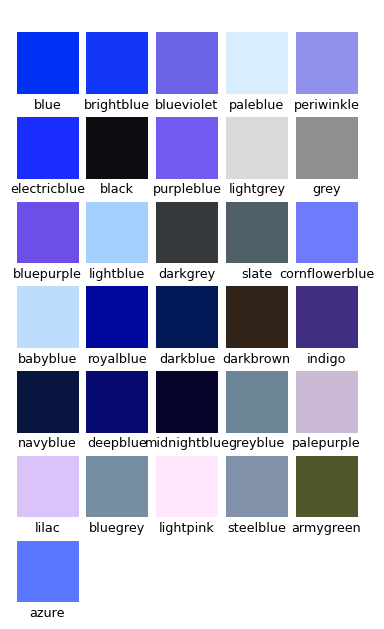 blue brightblue blueviolet paleblue periwinkle
electricblue black purpleblue lightgrey grey
bluepurple lightblue darkgrey slate cornflowerblue
babyblue royalblue darkblue darkbrown indigo
navyblue deepblue midnightblue greyblue palepurple
lilac bluegrey lightpink steelblue armygreen
azure